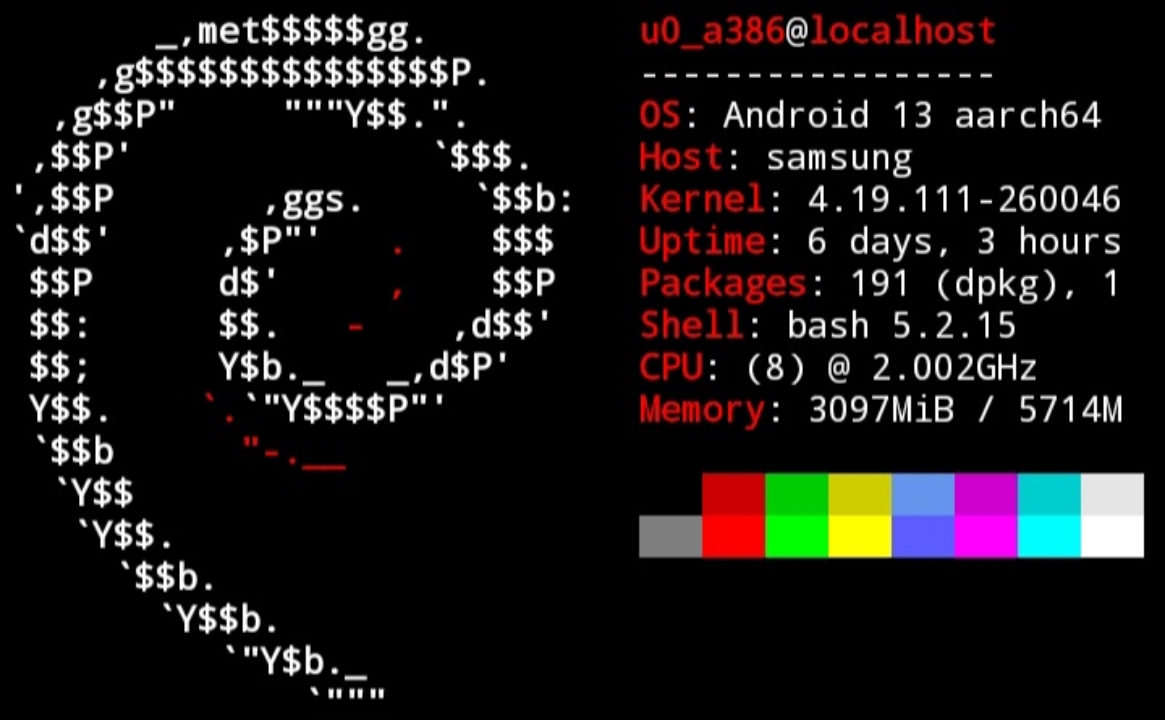 u0_a386@localhost
-----------------
OS: Android 13 aarch64
Host: samsung
Kernel: 4.19.111-260046
Uptime: 6 days, 3 hours
Packages: 191 (dpkg), 1
Shell: bash 5.2.15
CPU: (8) @ 2.002GHz
Memory: 3097MiB / 5714M
_,met$$$$$gg.
,g$$$$$$$$$$$$$$$P.
,g$$P"     """Y$$.".
,$$P'               `$$$.
',$$P       ,ggs.     `$$b:
`d$$'     ,$P"'   .    $$$
$$P      d$'     ,    $$P
$$:      $$.   -    ,d$$'
$$;      Y$b._   _,d$P'
Y$$.    `.`"Y$$$$P"'
`$$b      "-.__
`Y$$
`Y$$.
`$$b.
`Y$$b.
`"Y$b._
`"""